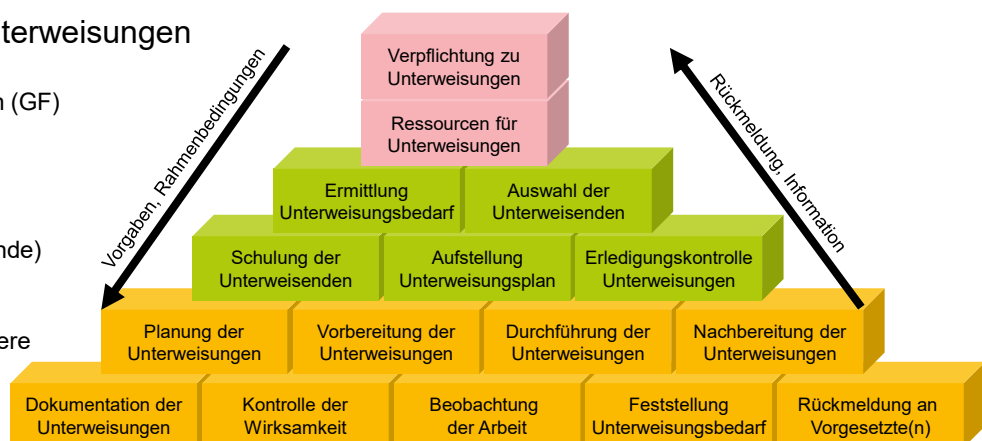 nterweisungen
(GF)
nde)
ere
Vorgaben, Rahmenbedingungen
Rückmeldung, Information
Verpflichtung zu
Unterweisungen
Ressourcen für
Unterweisungen
Ermittlung
Unterweisungsbedarf
Auswahl der
Unterweisenden
Schulung der
Unterweisenden
Aufstellung
Unterweisungsplan
Erledigungskontrolle
Unterweisungen
Planung der
Unterweisungen
Vorbereitung der
Unterweisungen
Durchführung der
Unterweisungen
Nachbereitung der
Unterweisungen
Dokumentation der
Unterweisungen
Kontrolle der
Wirksamkeit
Beobachtung
der Arbeit
Feststellung
Unterweisungsbedarf
Rückmeldung an
Vorgesetzte(n)